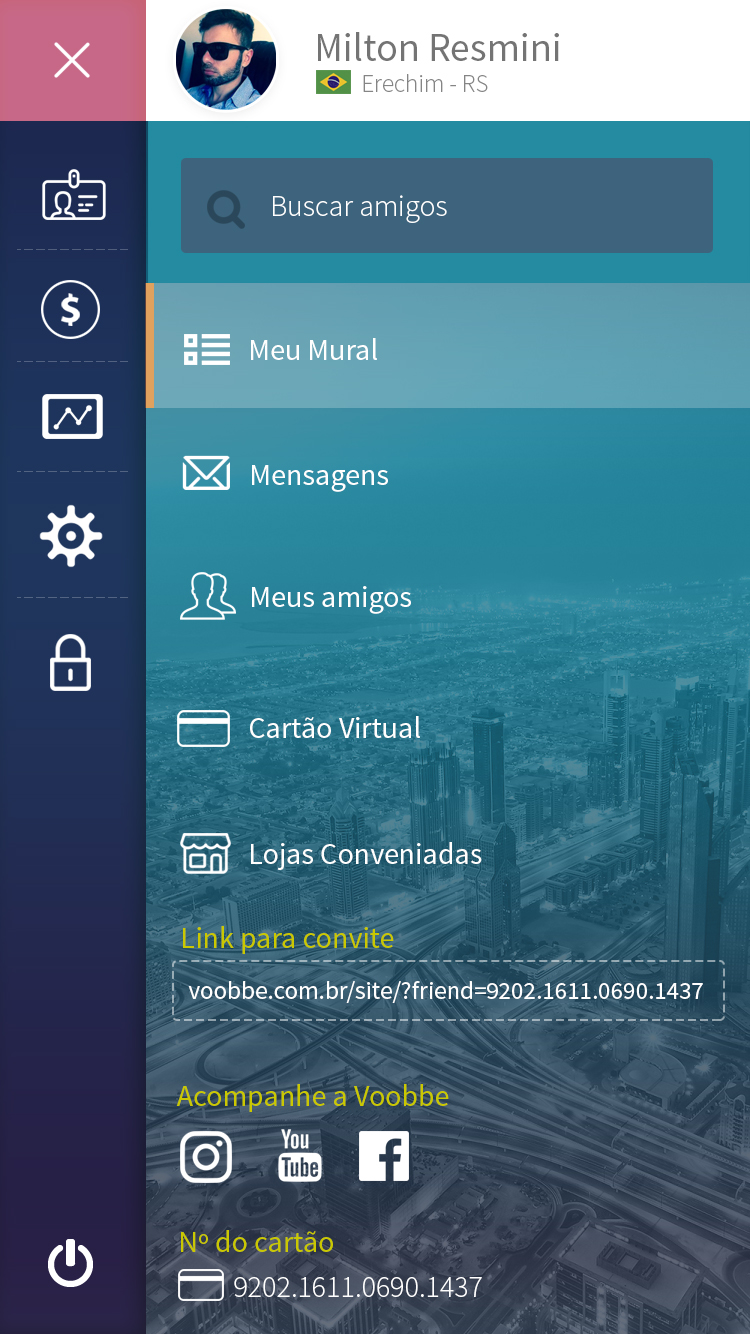 Milton Resmini
Erechim - RS
Buscar amigos
Meu Mural
Mensagens
Meus amigos
Cartão Virtual
Lojas Conveniadas
Link para convite
voobbe.com.br/site/?friend=9202.1611.0690.1437
Acompanhe a Voobbe
You
Tube
Nº do cartão
9202.1611.0690.1437